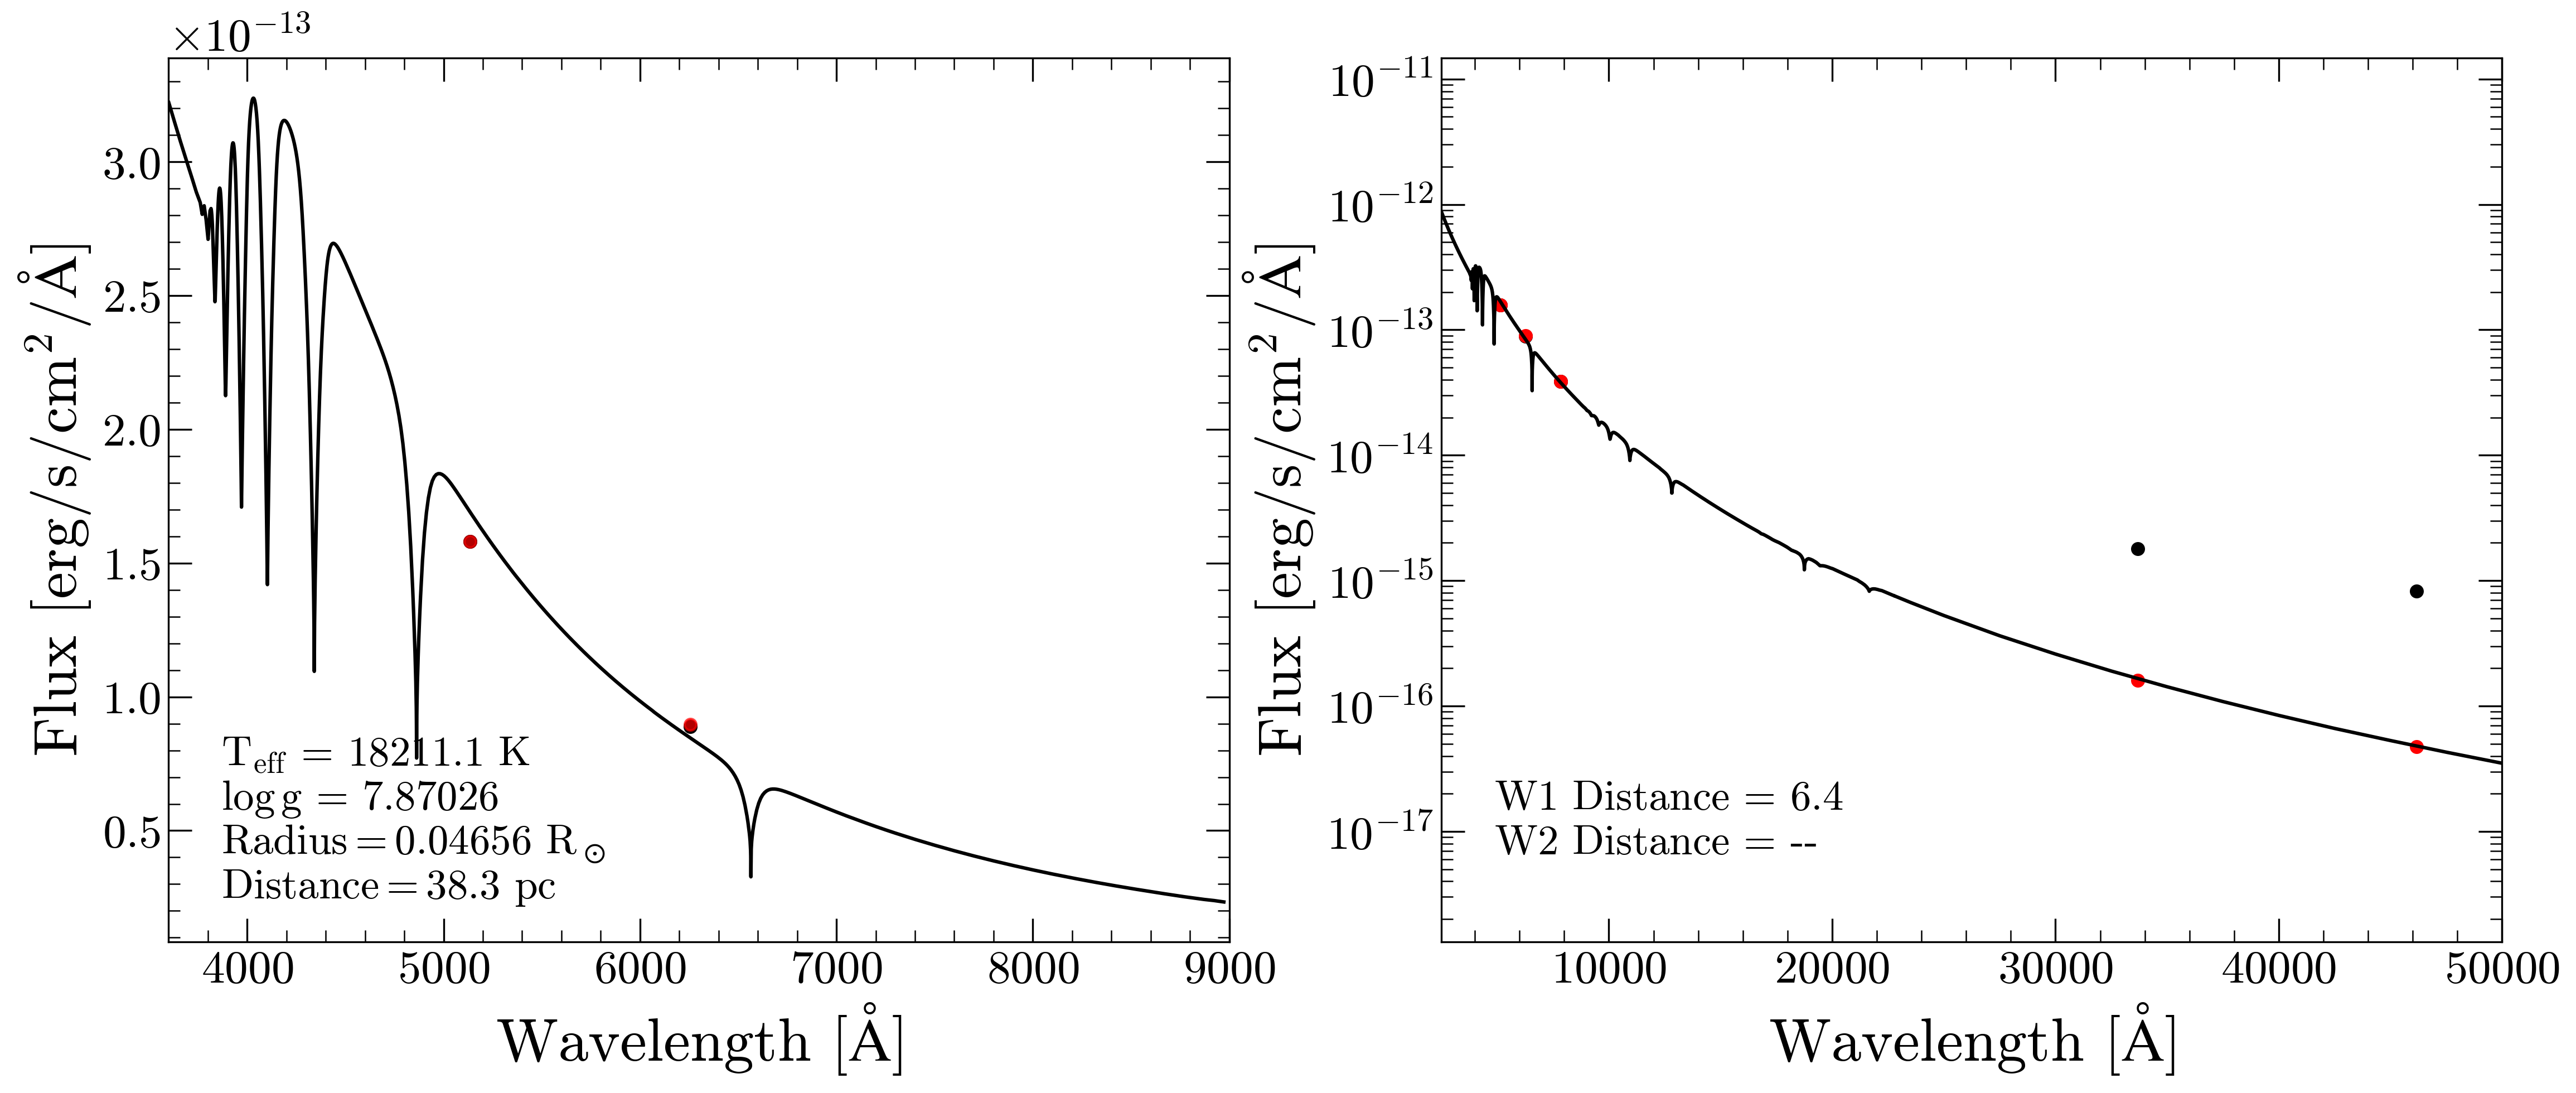 ×10⁻¹³
3.0
2.5
2.0
1.5
1.0
0.5
Flux [erg/s/cm²/Å]
T_eff = 18211.1 K
log g = 7.87026
Radius = 0.04656 R_⊙
Distance = 38.3 pc
4000 5000 6000 7000 8000 9000
Wavelength [Å]
10⁻¹¹
10⁻¹²
10⁻¹³
10⁻¹⁴
10⁻¹⁵
10⁻¹⁶
10⁻¹⁷
Flux [erg/s/cm²/Å]
W1 Distance = 6.4
W2 Distance = --
10000 20000 30000 40000 50000
Wavelength [Å]